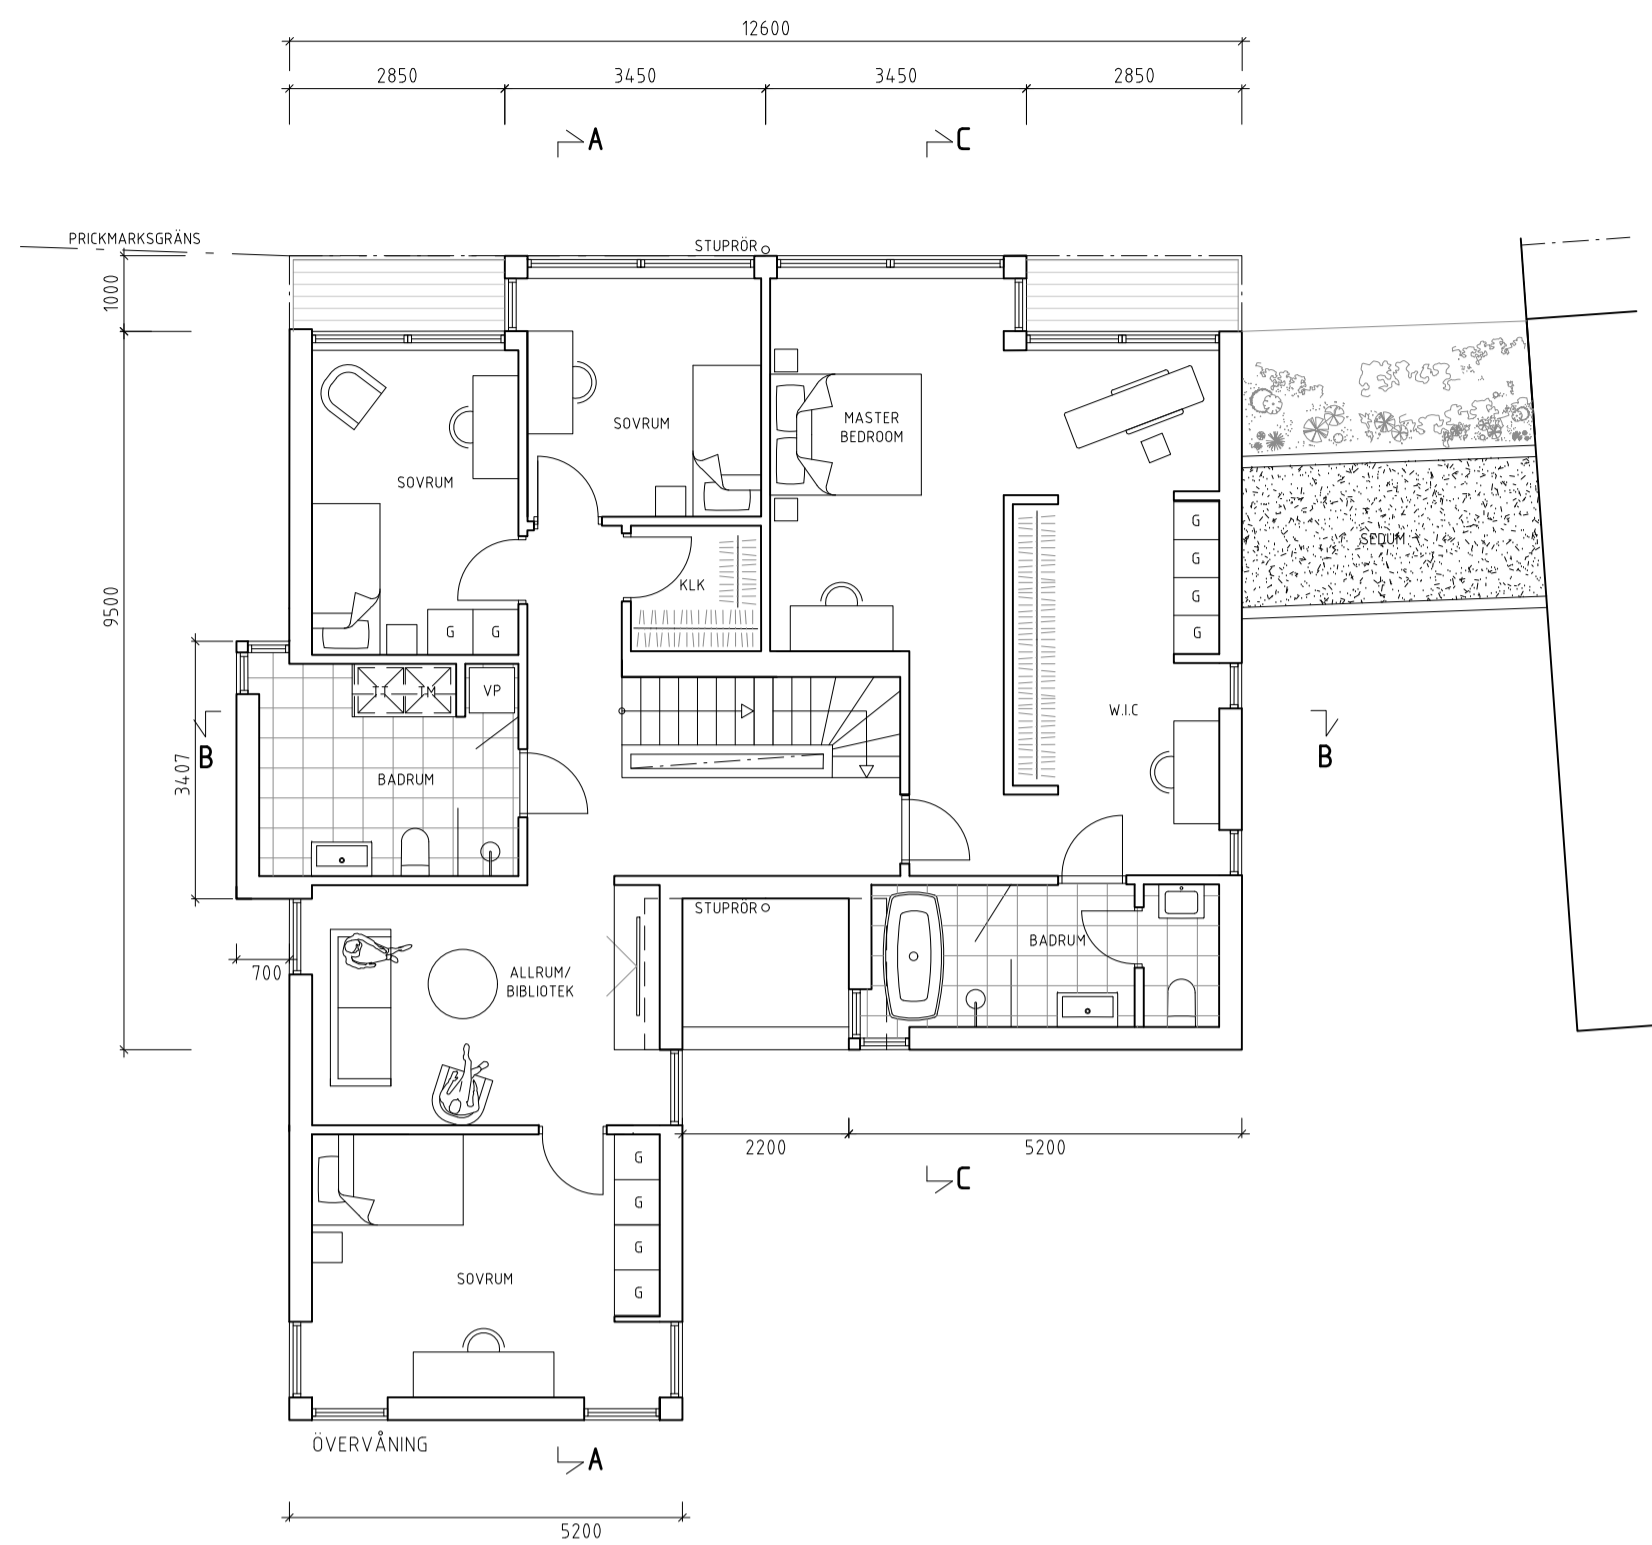 12600
2850 3450 3450 2850
A C
PRICKMARKSGRÄNS
STUPRÖR
1000
SOVRUM
MASTER
BEDROOM
SOVRUM
G
SEDUM
G
KLK
G
9500
G G
G
TT TM VP
W.I.C
B
B
3407
BADRUM
STUPRÖR
BADRUM
700
ALLRUM/
BIBLIOTEK
2200 5200
G
C
G
G
SOVRUM
G
ÖVERVÅNING
A
5200